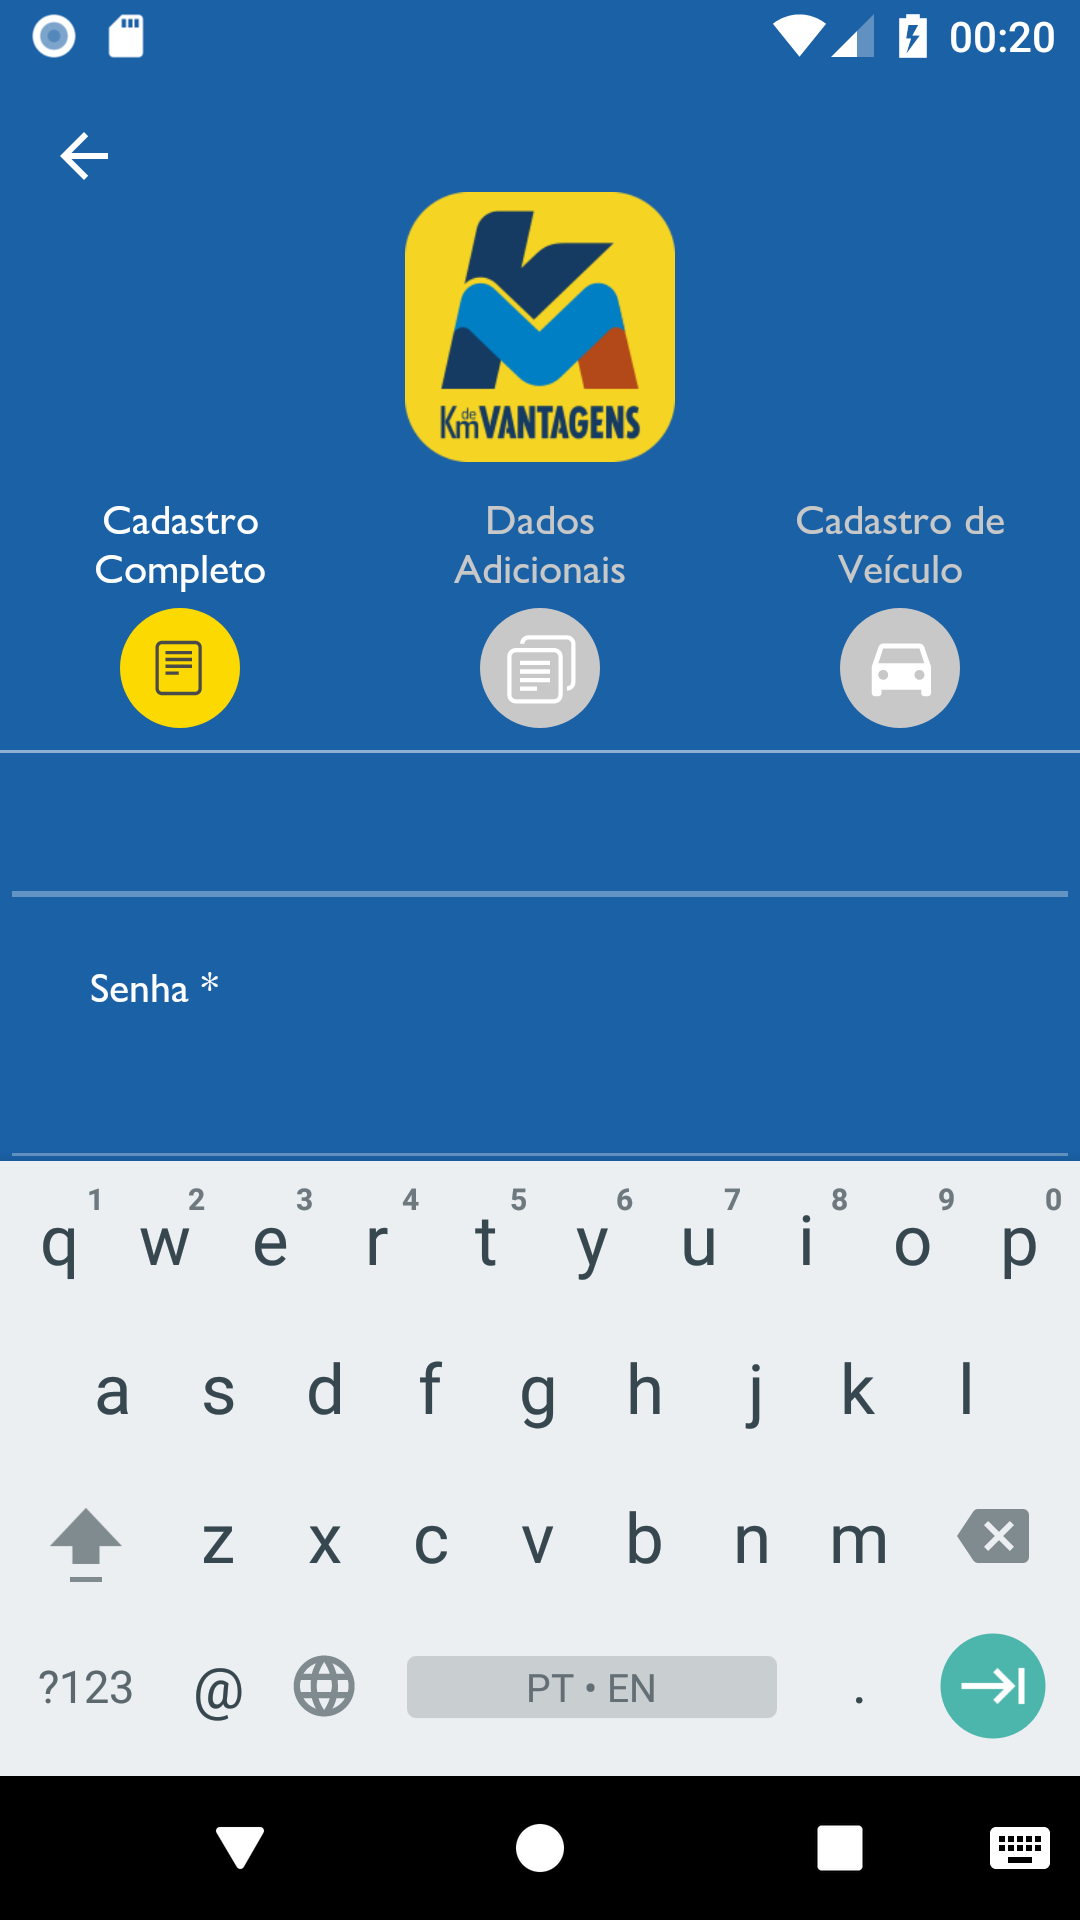 00:20
Km de VANTAGENS
Cadastro Completo
Dados Adicionais
Cadastro de Veículo
Senha *
1 2 3 4 5 6 7 8 9 0
q w e r t y u i o p
a s d f g h j k l
z x c v b n m
?123 @ PT • EN .